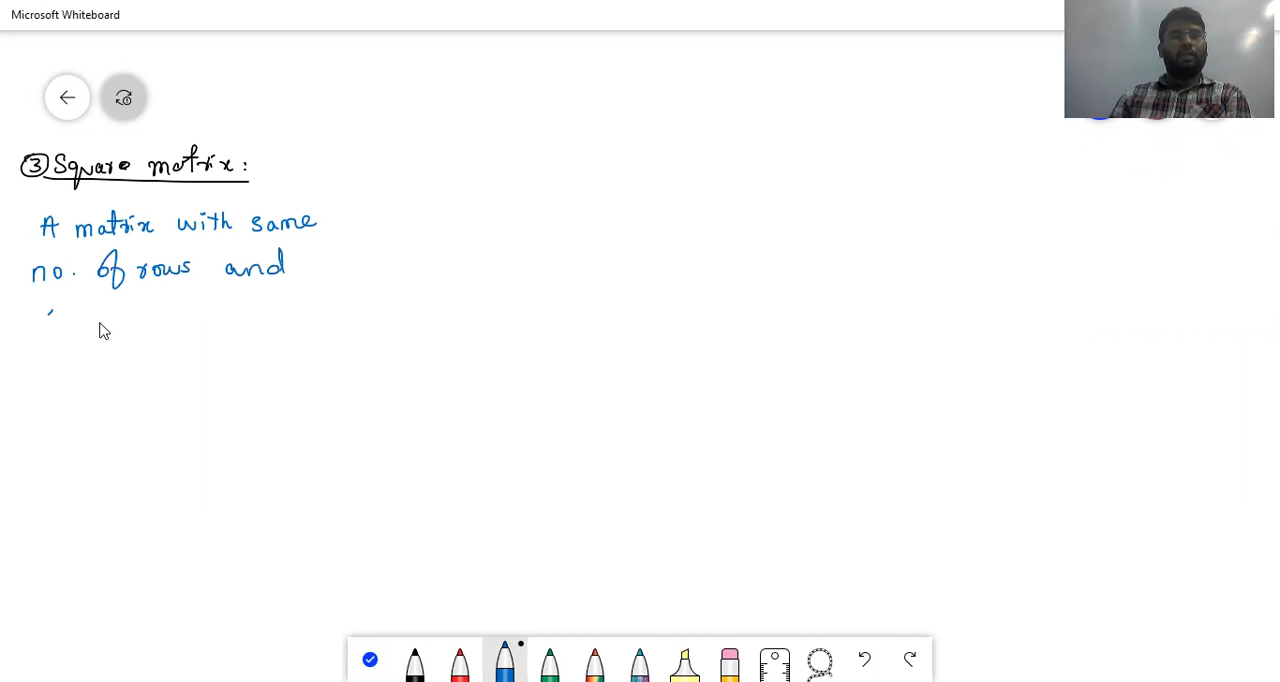 Microsoft Whiteboard
③ Square matrix:
A matrix with same
no. of rows and